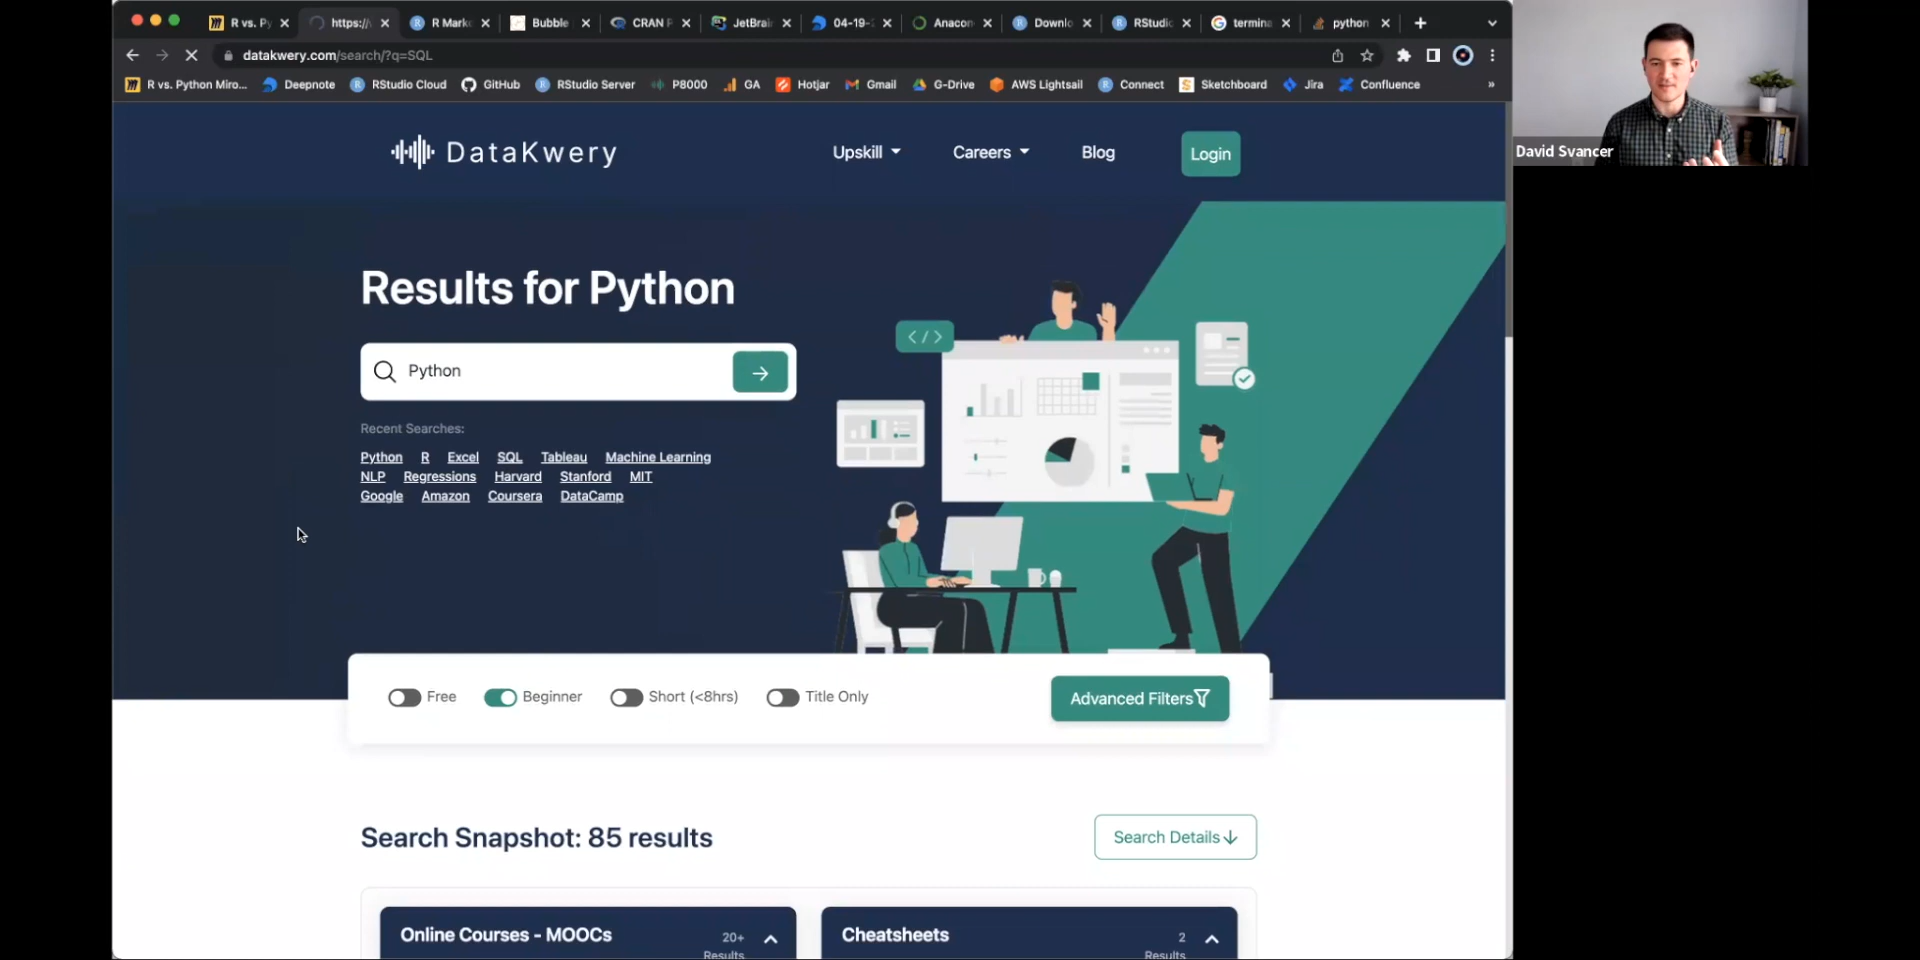 R vs. Py
https://
R Mark
Bubble
CRAN P
JetBrai
04-19-2
Anacon
Downlo
RStudio
termina
python
datakwery.com/search/?q=SQL
R vs. Python Miro...
Deepnote
RStudio Cloud
GitHub
RStudio Server
P8000
GA
Hotjar
Gmail
G-Drive
AWS Lightsail
Connect
Sketchboard
Jira
Confluence
»
David Svancer
DataKwery
Upskill
Careers
Blog
Login
Results for Python
Python
</>
Recent Searches:
Python R Excel SQL Tableau Machine Learning
NLP Regressions Harvard Stanford MIT
Google Amazon Coursera DataCamp
Free
Beginner
Short (<8hrs)
Title Only
Advanced Filters
Search Snapshot: 85 results
Search Details
Online Courses - MOOCs
20+
Results
Cheatsheets
2
Results